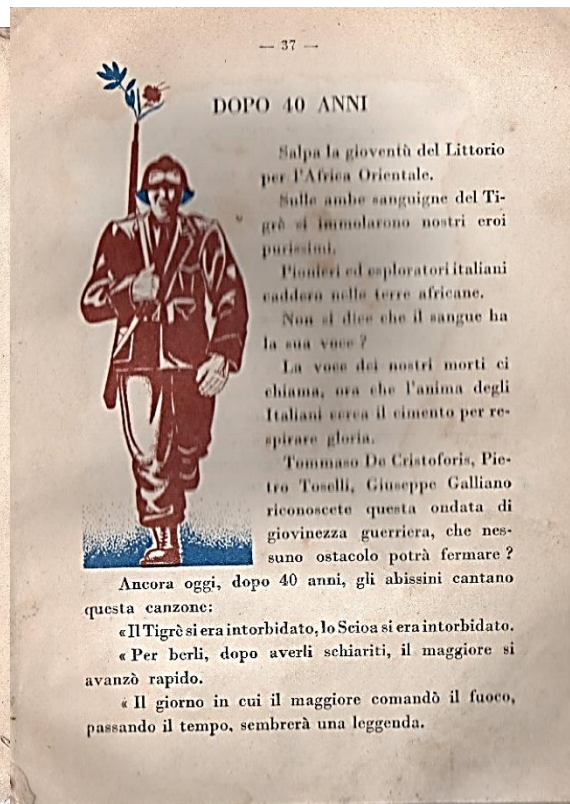 — 37 —
DOPO 40 ANNI
Salpa la gioventù del Littorio
per l'Africa Orientale.
Sulle ambe sanguigne del Ti-
grè si immolarono nostri eroi
purissimi.
Pionieri ed esploratori italiani
caddero nelle terre africane.
Non si dice che il sangue ha
la sua voce ?
La voce dei nostri morti ci
chiama, ora che l'anima degli
Italiani cerca il cimento per re-
spirare gloria.
Tommaso De Cristoforis, Pie-
tro Toselli, Giuseppe Galliano
riconoscete questa ondata di
giovinezza guerriera, che nes-
suno ostacolo potrà fermare ?
Ancora oggi, dopo 40 anni, gli abissini cantano
questa canzone:
« Il Tigrè si era intorbidato, lo Scioa si era intorbidato.
« Per berli, dopo averli schiariti, il maggiore si
avanzò rapido.
« Il giorno in cui il maggiore comandò il fuoco,
passando il tempo, sembrerà una leggenda.